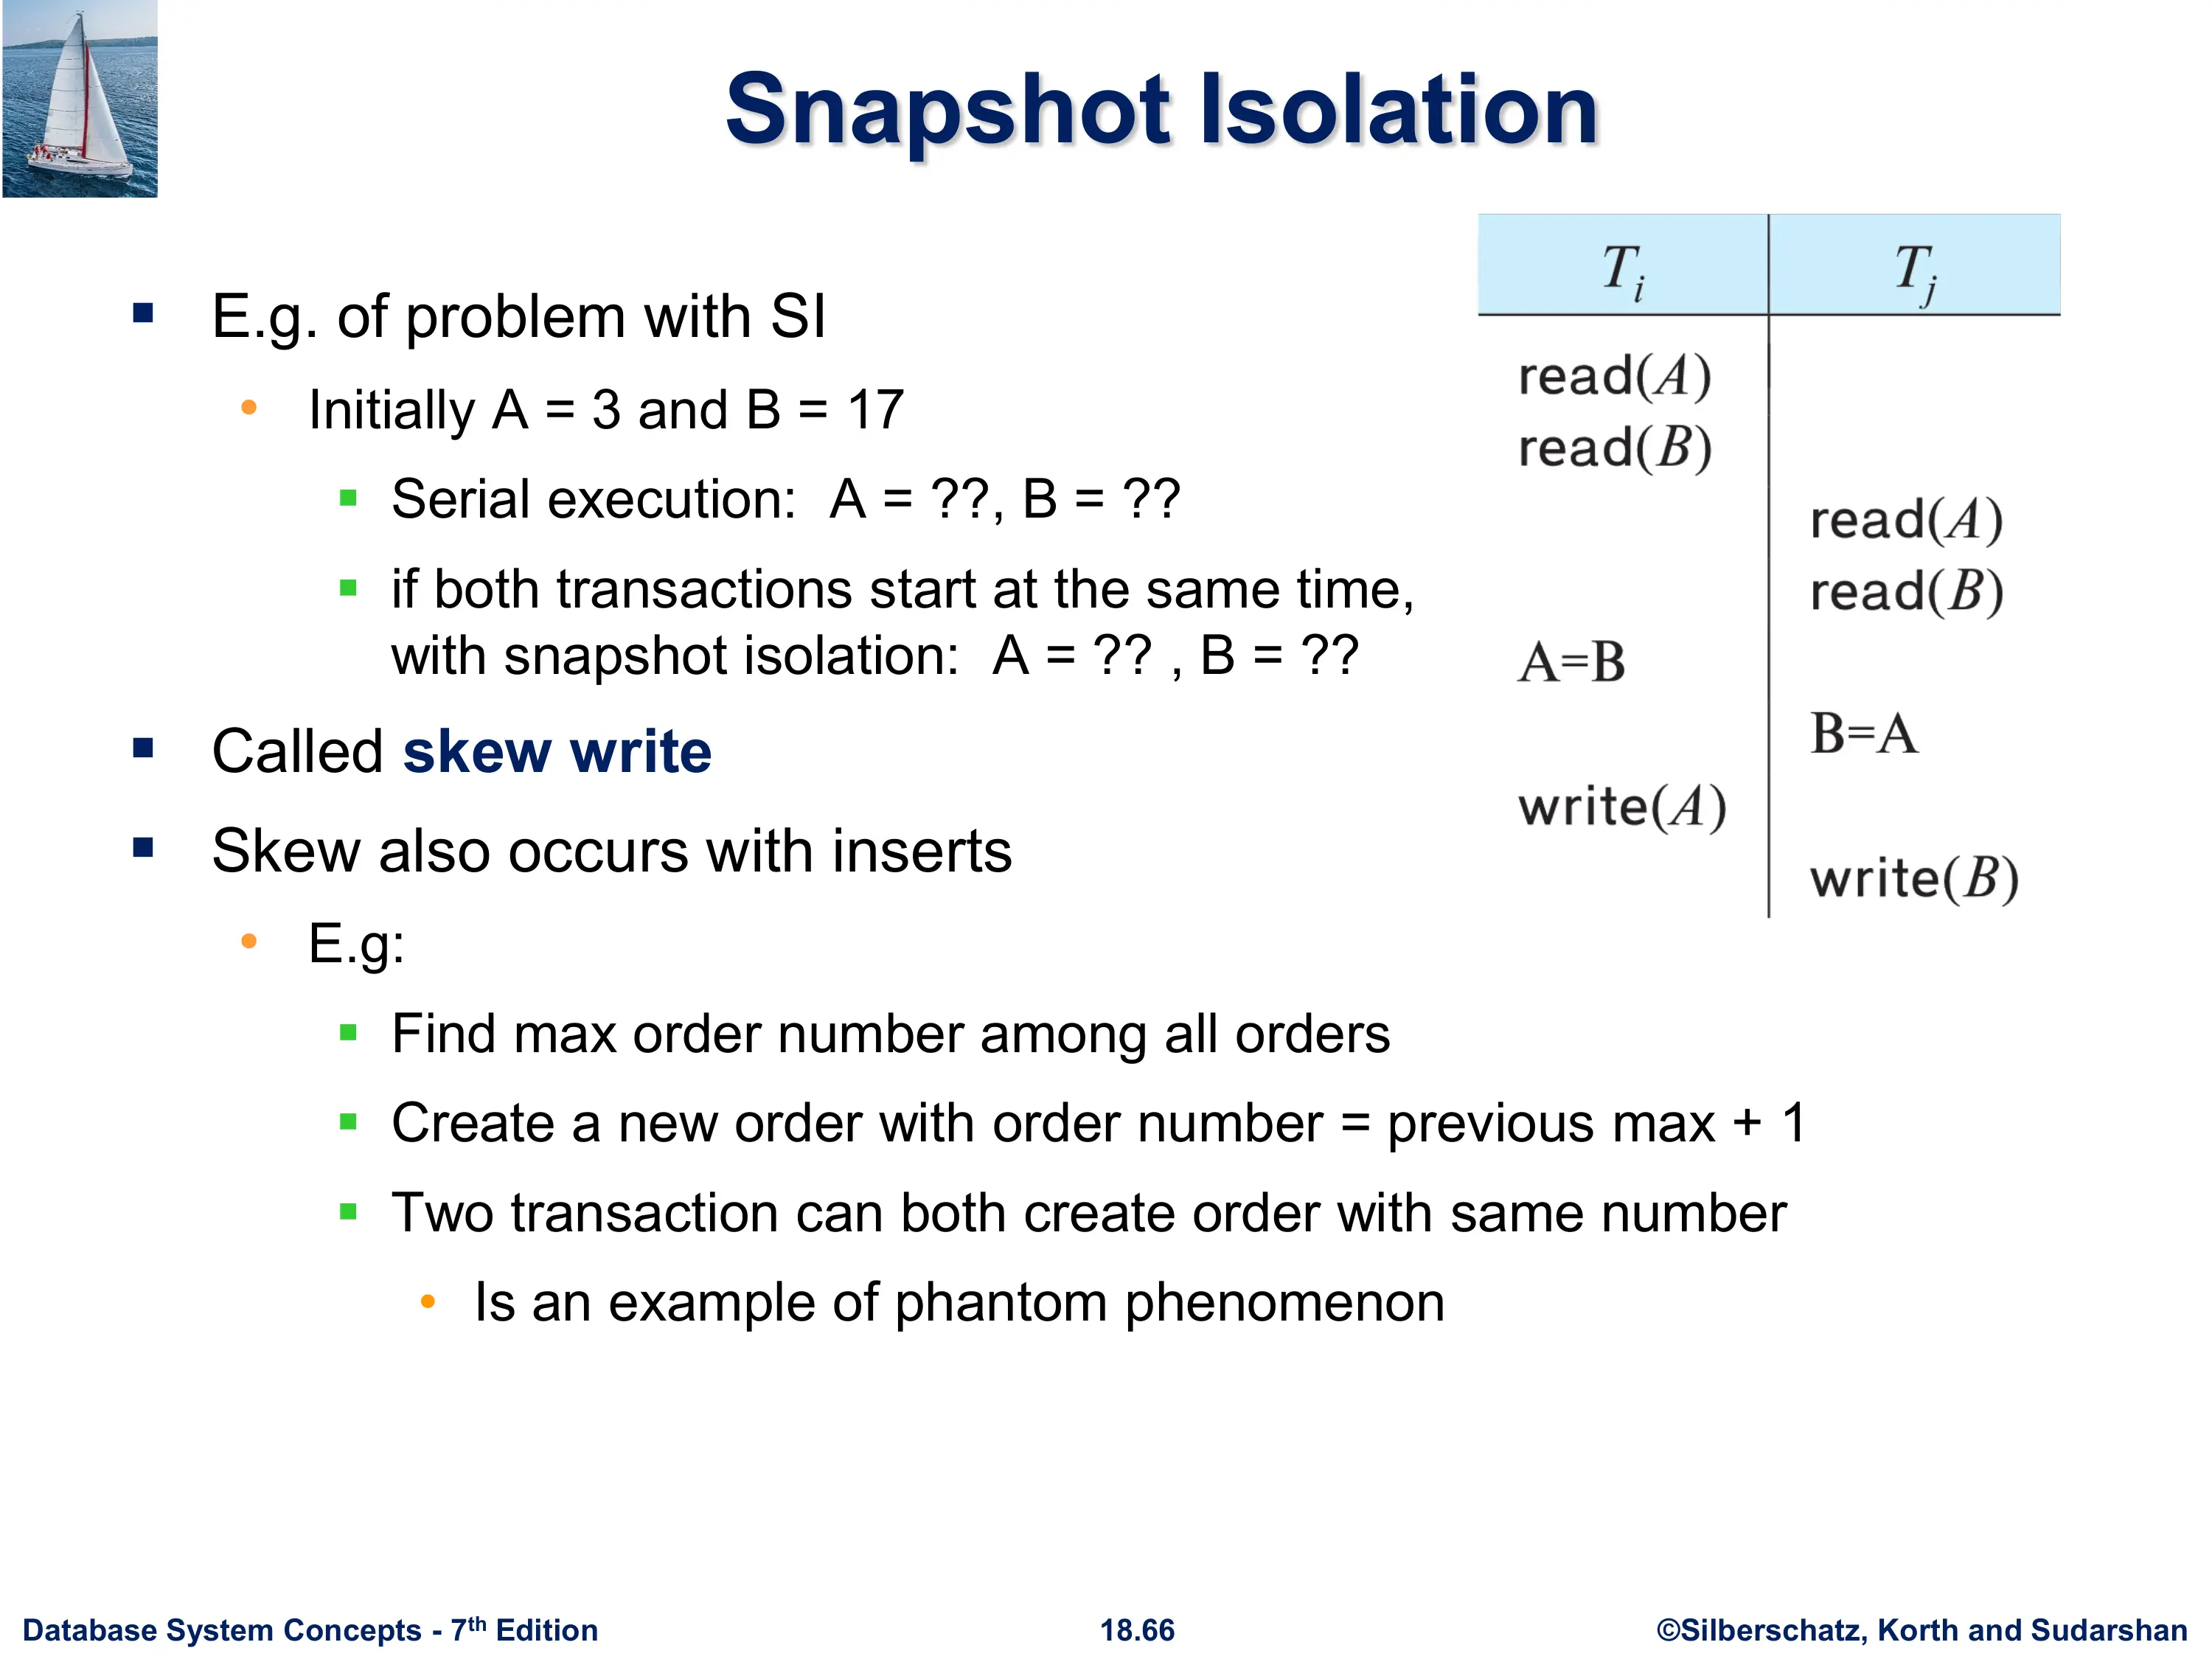 Snapshot Isolation
▪ E.g. of problem with SI
• Initially A = 3 and B = 17
▪ Serial execution: A = ??, B = ??
▪ if both transactions start at the same time,
with snapshot isolation: A = ?? , B = ??
▪ Called skew write
▪ Skew also occurs with inserts
• E.g:
▪ Find max order number among all orders
▪ Create a new order with order number = previous max + 1
▪ Two transaction can both create order with same number
• Is an example of phantom phenomenon
Tᵢ Tⱼ
read(A)
read(B)
read(A)
read(B)
A=B
B=A
write(A)
write(B)
Database System Concepts - 7th Edition 18.66 ©Silberschatz, Korth and Sudarshan